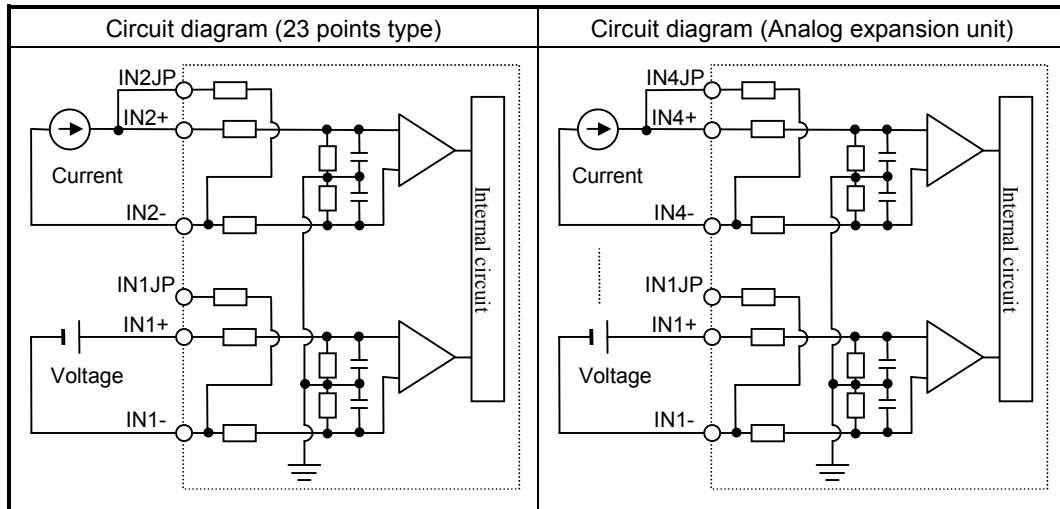 Circuit diagram (23 points type)
IN2JP
IN2+
Current
IN2-
IN1JP
IN1+
Voltage
IN1-
Internal circuit
Circuit diagram (Analog expansion unit)
IN4JP
IN4+
Current
IN4-
IN1JP
IN1+
Voltage
IN1-
Internal circuit